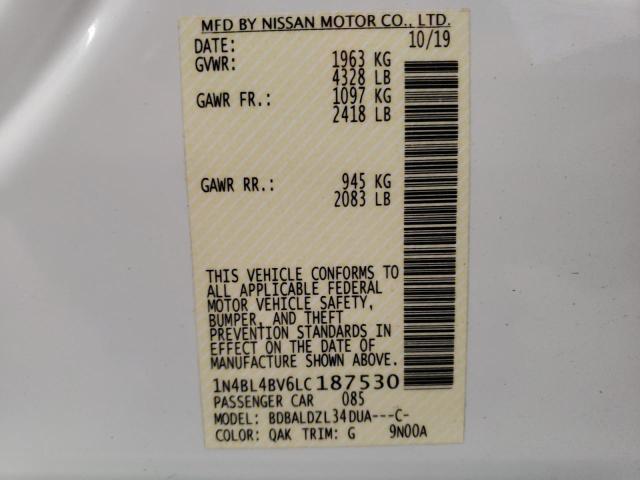 MFD BY NISSAN MOTOR CO., LTD.
DATE: 10/19
GVWR: 1963 KG
4328 LB
GAWR FR.: 1097 KG
2418 LB
GAWR RR.: 945 KG
2083 LB
THIS VEHICLE CONFORMS TO
ALL APPLICABLE FEDERAL
MOTOR VEHICLE SAFETY,
BUMPER, AND THEFT
PREVENTION STANDARDS IN
EFFECT ON THE DATE OF
MANUFACTURE SHOWN ABOVE.
1N4BL4BV6LC187530
PASSENGER CAR 085
MODEL: BDBALDZL34DUA---C-
COLOR: QAK TRIM: G 9N00A